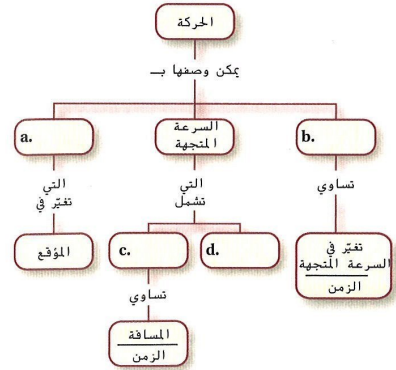 الحركة
يمكن وصفها بـ
a.
السرعة
المتجهة
b.
التي
تغيّر في
التي
تشمل
تساوي
الموقع
c.
d.
تغيّر في
السرعة المتجهة
الزمن
تساوي
المسافة
الزمن